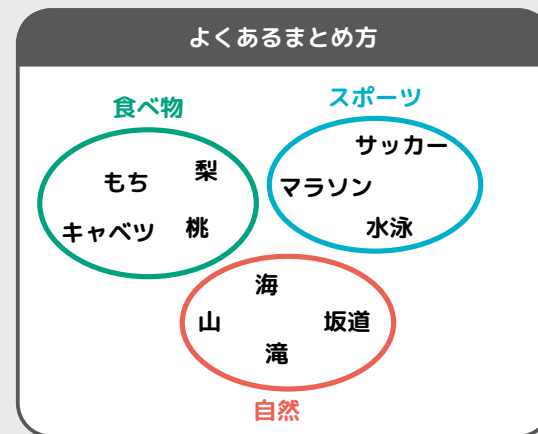 よくあるまとめ方
食べ物
もち
梨
キャベツ
桃
スポーツ
サッカー
マラソン
水泳
海
山
坂道
滝
自然